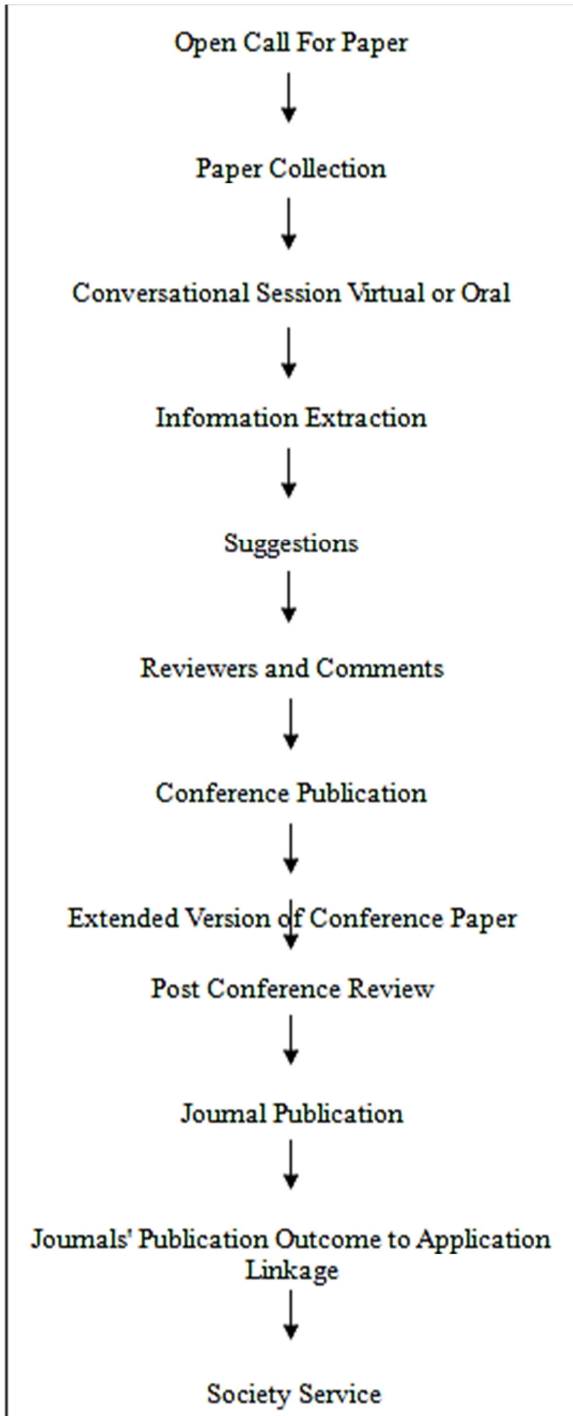 Open Call For Paper
Paper Collection
Conversational Session Virtual or Oral
Information Extraction
Suggestions
Reviewers and Comments
Conference Publication
Extended Version of Conference Paper
Post Conference Review
Journal Publication
Journals' Publication Outcome to Application
Linkage
Society Service